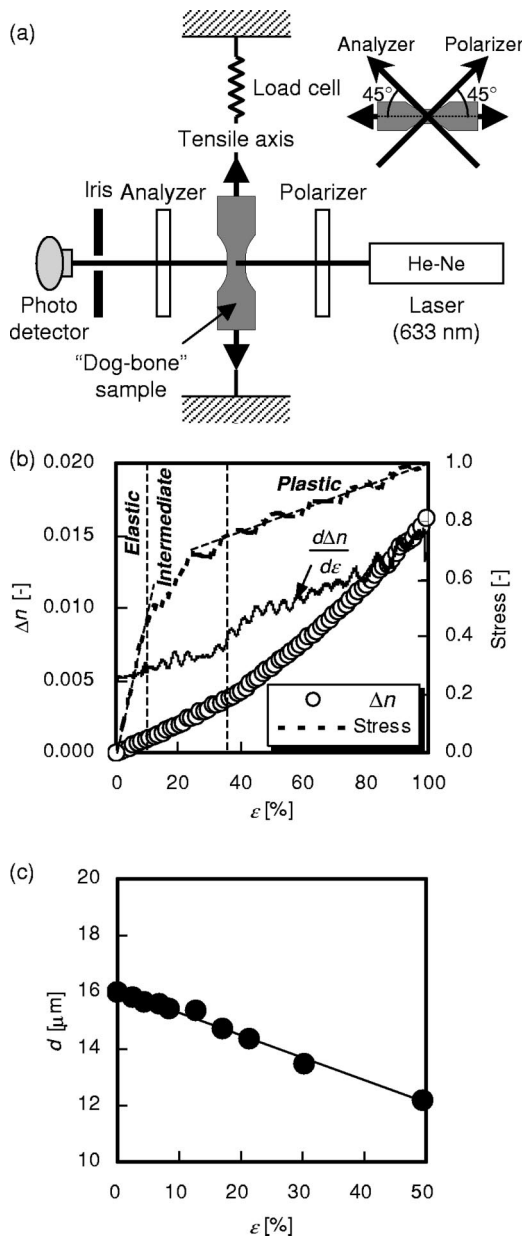 (a)
Load cell
Tensile axis
Analyzer Polarizer
45° 45°
Iris Analyzer Polarizer
He-Ne
Photo
detector
Laser
(633 nm)
“Dog-bone”
sample
(b)
0.020
0.015
0.010
0.005
0.000
Δn [-]
Elastic
Intermediate
Plastic
dΔn
dε
Δn
Stress
1.0
0.8
0.6
0.4
0.2
0.0
Stress [-]
0 20 40 60 80 100
ε [%]
(c)
20
18
16
14
12
10
d [μm]
0 10 20 30 40 50
ε [%]